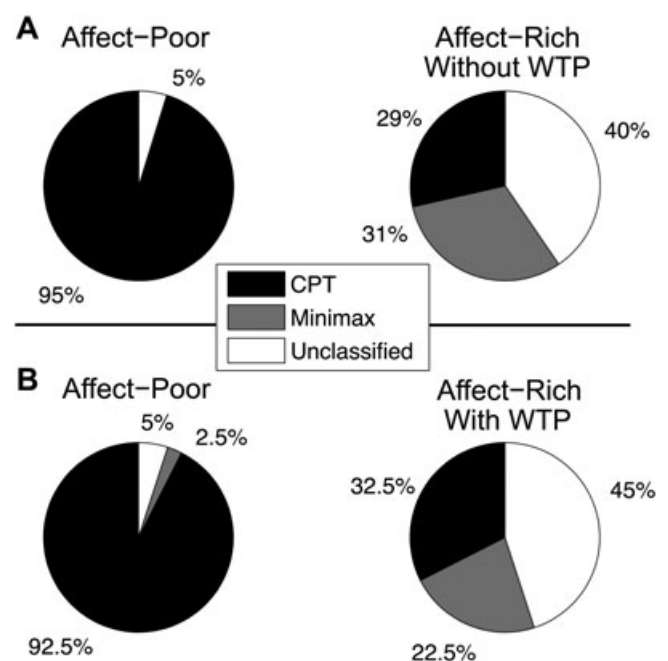 A
Affect−Poor
5%
95%
Affect−Rich
Without WTP
29%
40%
31%
CPT
Minimax
Unclassified
B
Affect−Poor
5%
2.5%
92.5%
Affect−Rich
With WTP
32.5%
45%
22.5%